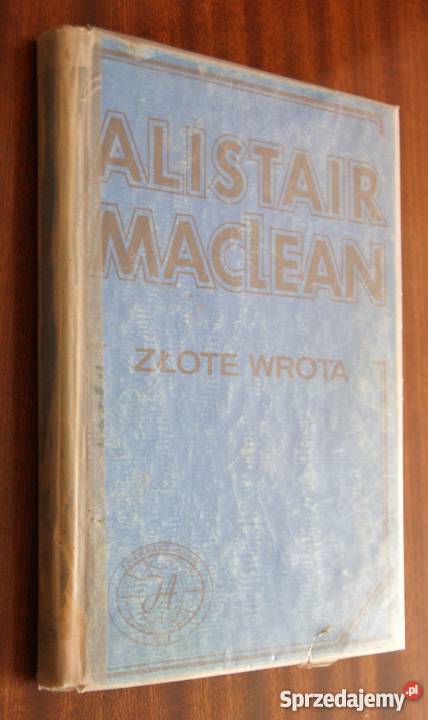 ALISTAIR
MACLEAN
ZŁOTE WROTA
Sprzedajemy.pl